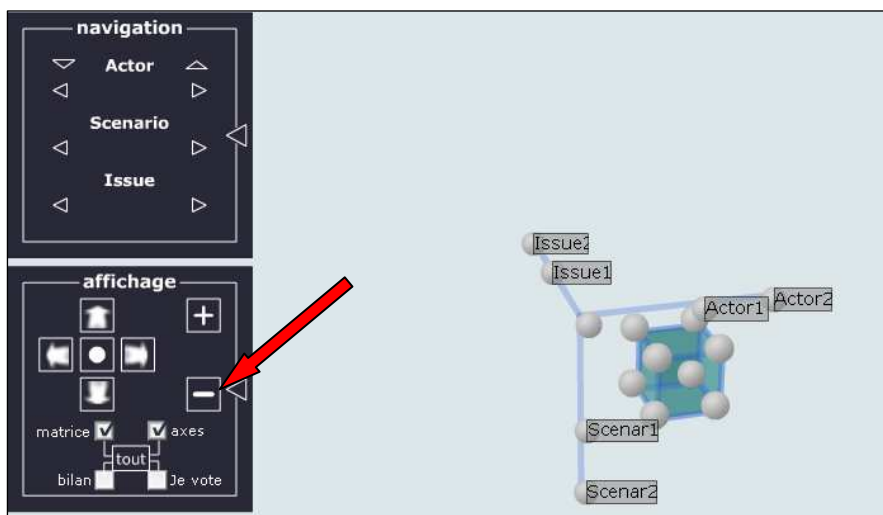 navigation
Actor
Scenario
Issue
affichage
matrice
axes
tout
bilan
Je vote
Issue2
Issue1
Actor1
Actor2
Scenar1
Scenar2